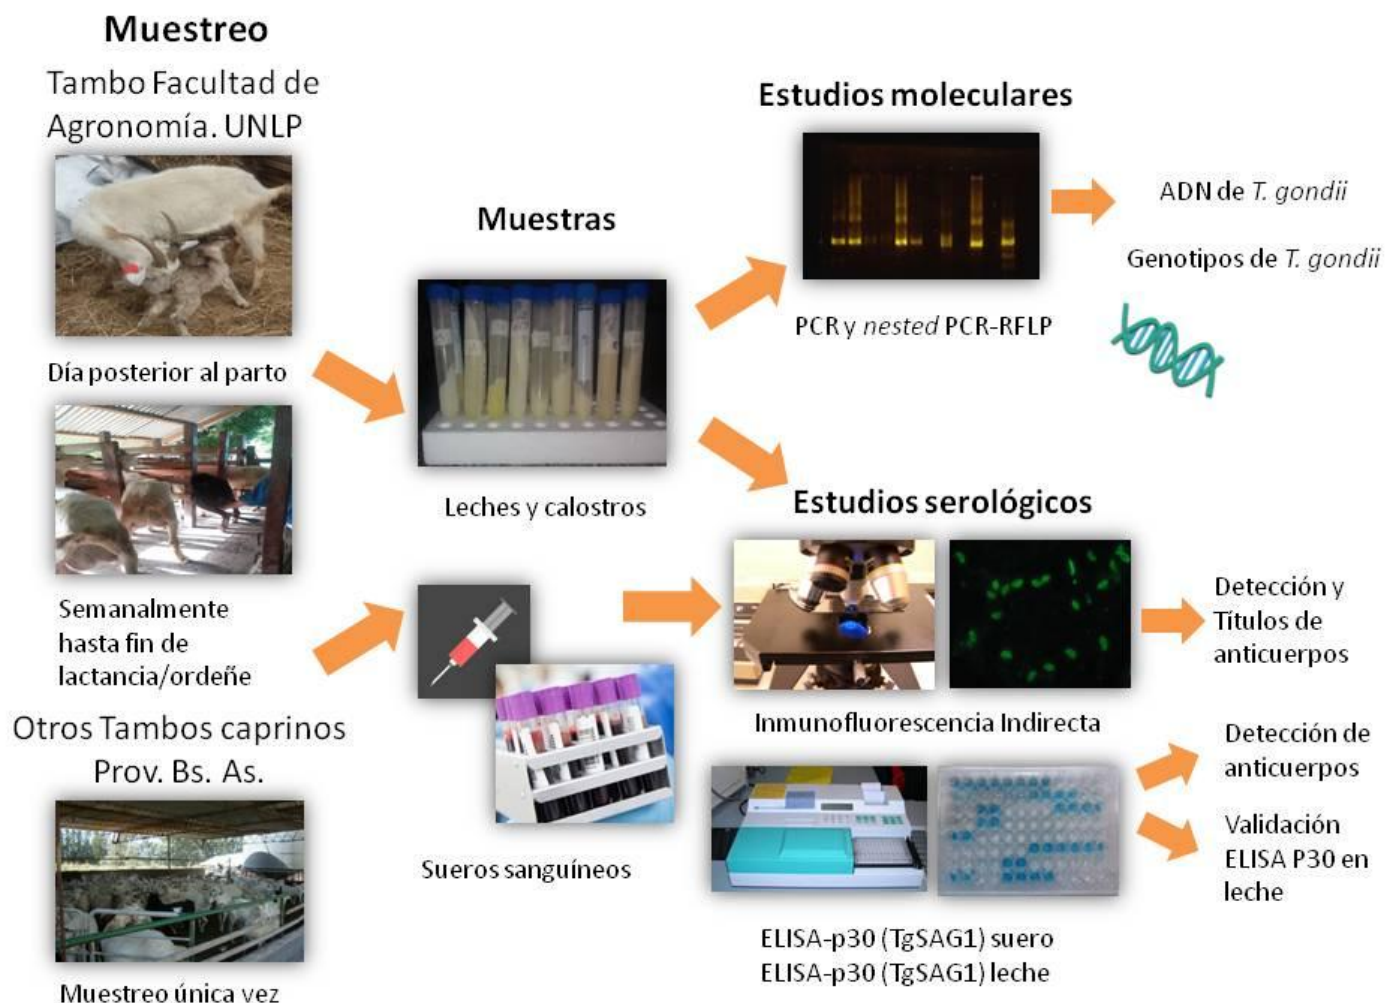 Muestreo
Tambo Facultad de
Agronomía. UNLP
Día posterior al parto
Semanalmente
hasta fin de
lactancia/ordeñe
Otros Tambos caprinos
Prov. Bs. As.
Muestreo única vez
Muestras
Leches y calostros
Sueros sanguíneos
Estudios moleculares
PCR y nested PCR-RFLP
ADN de T. gondii
Genotipos de T. gondii
Estudios serológicos
Inmunofluorescencia Indirecta
Detección y
Títulos de
anticuerpos
ELISA-p30 (TgSAG1) suero
ELISA-p30 (TgSAG1) leche
Detección de
anticuerpos
Validación
ELISA P30 en
leche